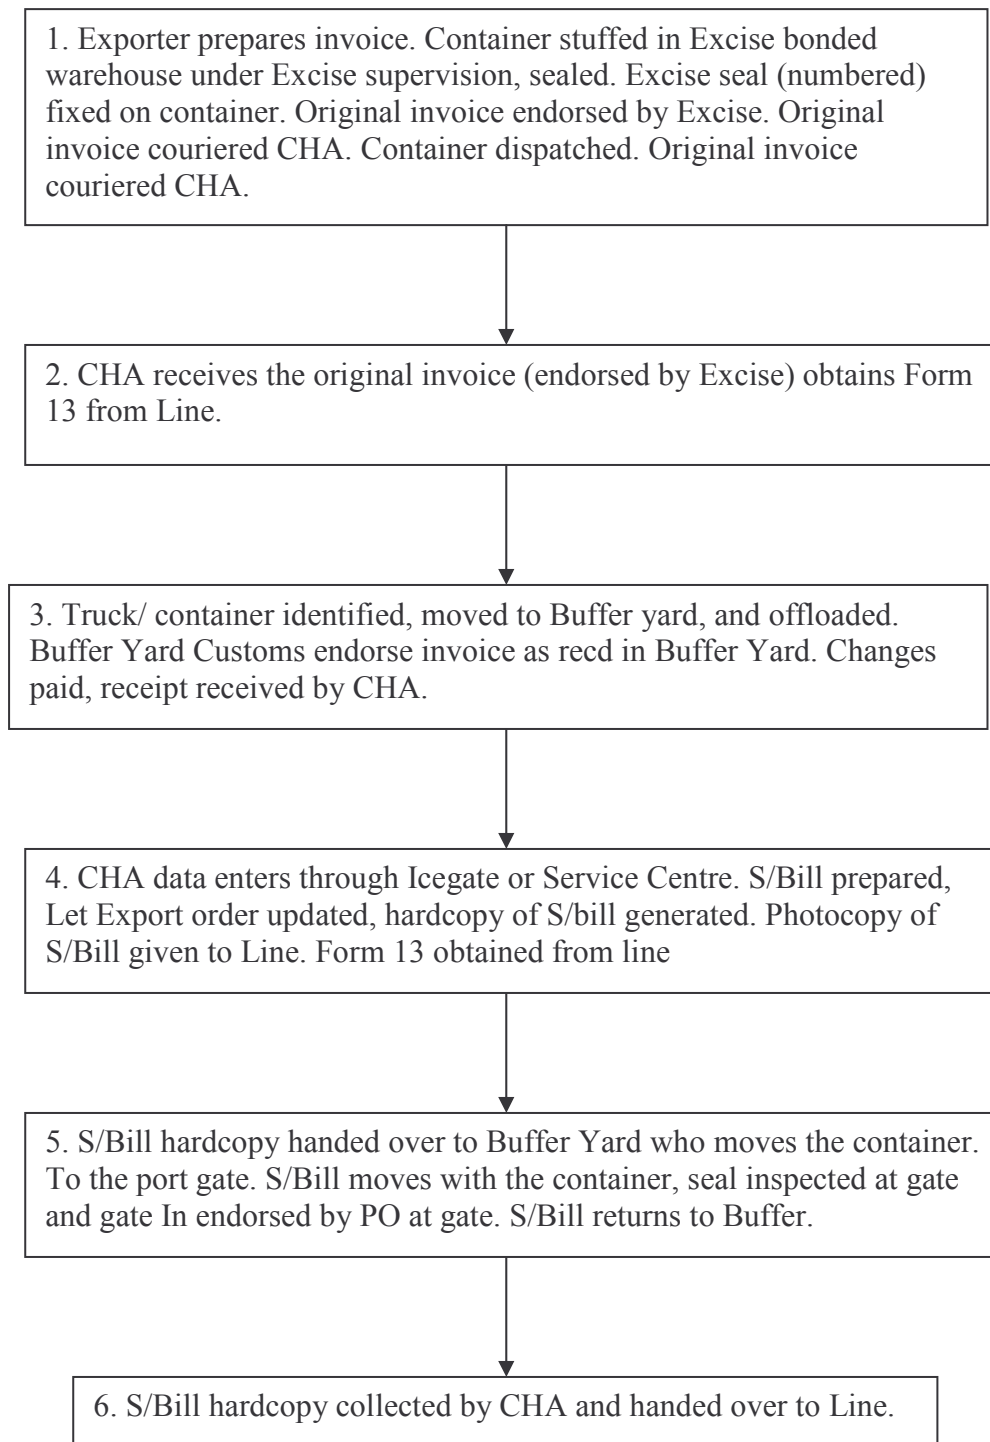 1. Exporter prepares invoice. Container stuffed in Excise bonded
warehouse under Excise supervision, sealed. Excise seal (numbered)
fixed on container. Original invoice endorsed by Excise. Original
invoice couriered CHA. Container dispatched. Original invoice
couriered CHA.
2. CHA receives the original invoice (endorsed by Excise) obtains Form
13 from Line.
3. Truck/ container identified, moved to Buffer yard, and offloaded.
Buffer Yard Customs endorse invoice as recd in Buffer Yard. Changes
paid, receipt received by CHA.
4. CHA data enters through Icegate or Service Centre. S/Bill prepared,
Let Export order updated, hardcopy of S/bill generated. Photocopy of
S/Bill given to Line. Form 13 obtained from line
5. S/Bill hardcopy handed over to Buffer Yard who moves the container.
To the port gate. S/Bill moves with the container, seal inspected at gate
and gate In endorsed by PO at gate. S/Bill returns to Buffer.
6. S/Bill hardcopy collected by CHA and handed over to Line.